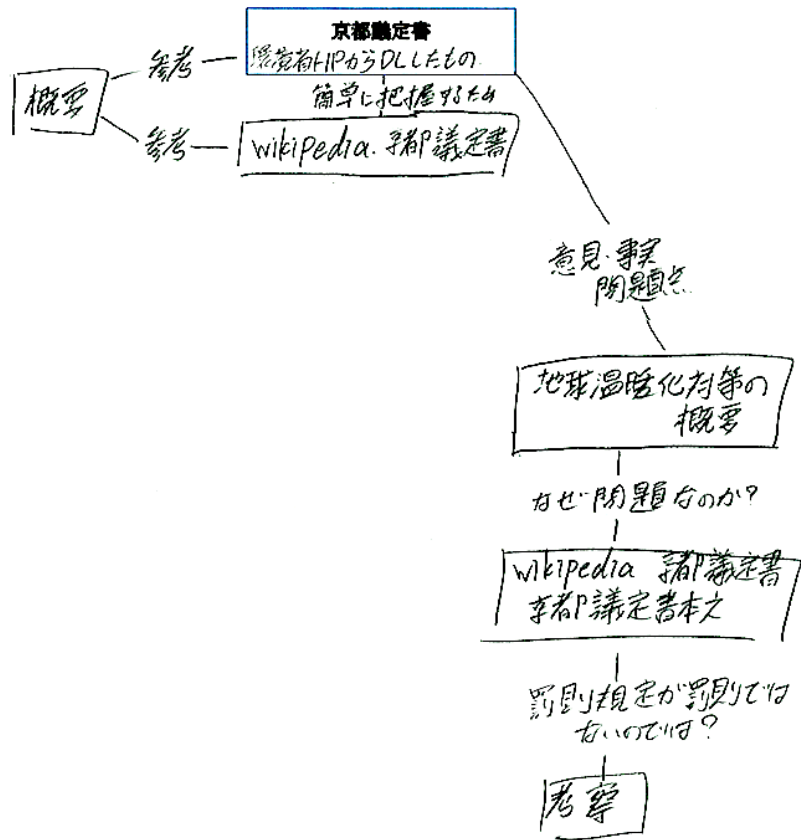 京都議定書
環境省HPからDLしたもの
参考
概要
簡単に把握するため
参考
wikipedia.京都議定書
意見・事実
問題点
地球温暖化対策の
概要
なぜ問題なのか?
wikipedia 京都議定書
京都議定書本文
罰則規定が罰則では
ないのでは?
考察